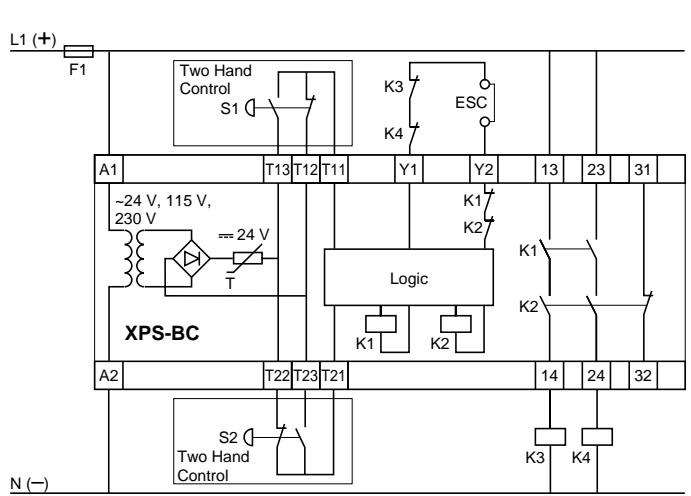 L1 (+)
F1
Two Hand
Control
S1
K3
K4
ESC
A1
T13
T12
T11
Y1
Y2
13
23
31
~24 V, 115 V,
230 V
⎓ 24 V
T
K1
K2
Logic
K1
K2
K1
K2
XPS-BC
A2
T22
T23
T21
14
24
32
S2
Two Hand
Control
K3
K4
N (–)